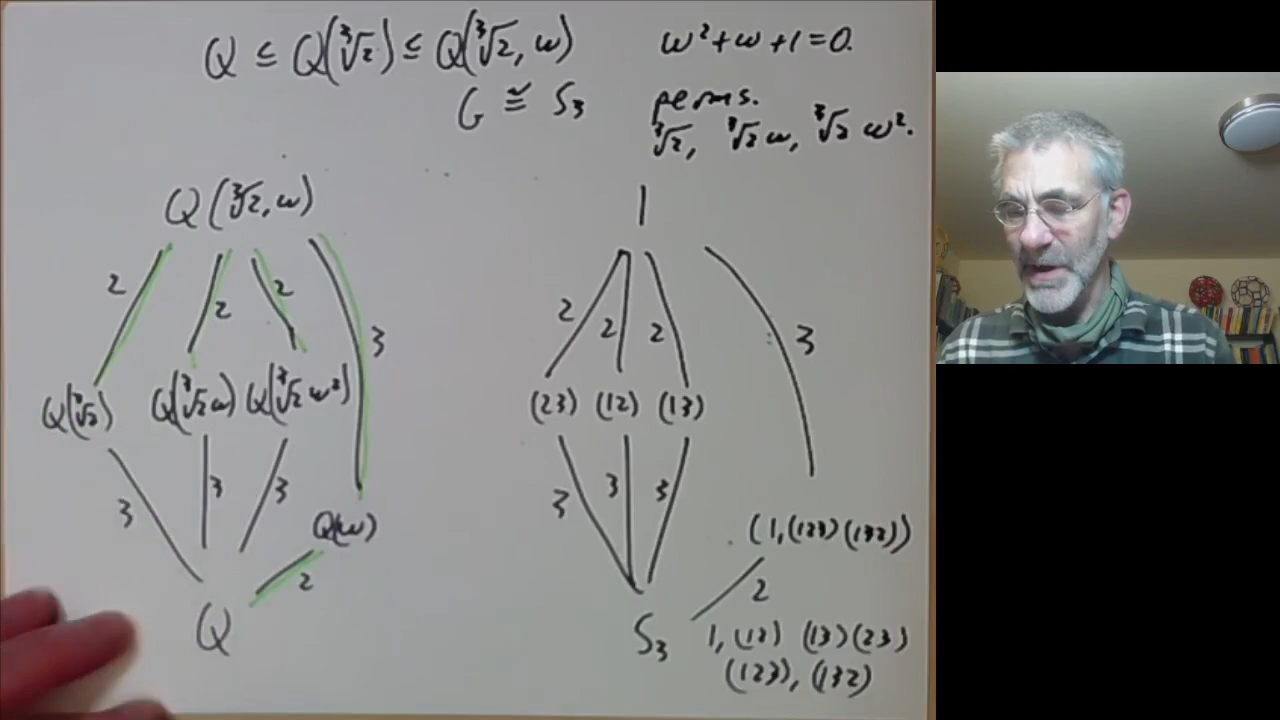 Q ≤ Q(∛2) ≤ Q(∛2, ω)   ω²+ω+1=0.
G ≅ S₃   perms.
∛2, ∛2 ω, ∛2 ω².
Q(∛2, ω)   1
2 2 2 3   2 2 2 3
Q(∛2) Q(∛2 ω) Q(∛2 ω²)   (23) (12) (13)
3 3 3   3 3 3
Q(ω)   (1,(123)(132))
2   2
Q   S₃   1, (12) (13)(23)
(123), (132)